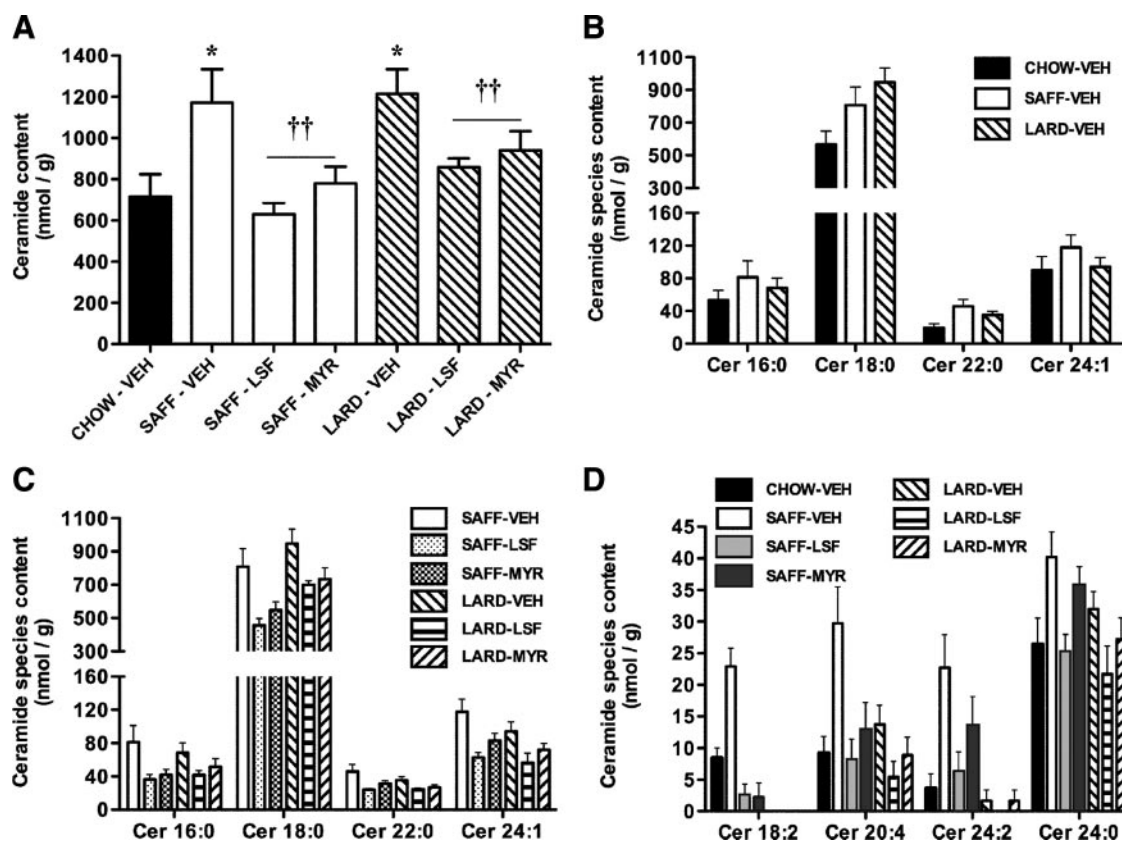 A
Ceramide content
(nmol / g)
1400
1200
1000
800
600
400
200
0
*
††
*
††
CHOW - VEH
SAFF - VEH
SAFF - LSF
SAFF - MYR
LARD - VEH
LARD - LSF
LARD - MYR
B
Ceramide species content
(nmol / g)
1100
900
700
500
300
160
120
80
40
0
CHOW-VEH
SAFF-VEH
LARD-VEH
Cer 16:0 Cer 18:0 Cer 22:0 Cer 24:1
C
Ceramide species content
(nmol / g)
1100
900
700
500
300
160
120
80
40
0
SAFF-VEH
SAFF-LSF
SAFF-MYR
LARD-VEH
LARD-LSF
LARD-MYR
Cer 16:0 Cer 18:0 Cer 22:0 Cer 24:1
D
CHOW-VEH
SAFF-VEH
SAFF-LSF
SAFF-MYR
LARD-VEH
LARD-LSF
LARD-MYR
Ceramide species content
(nmol / g)
45
40
35
30
25
20
15
10
5
0
Cer 18:2 Cer 20:4 Cer 24:2 Cer 24:0